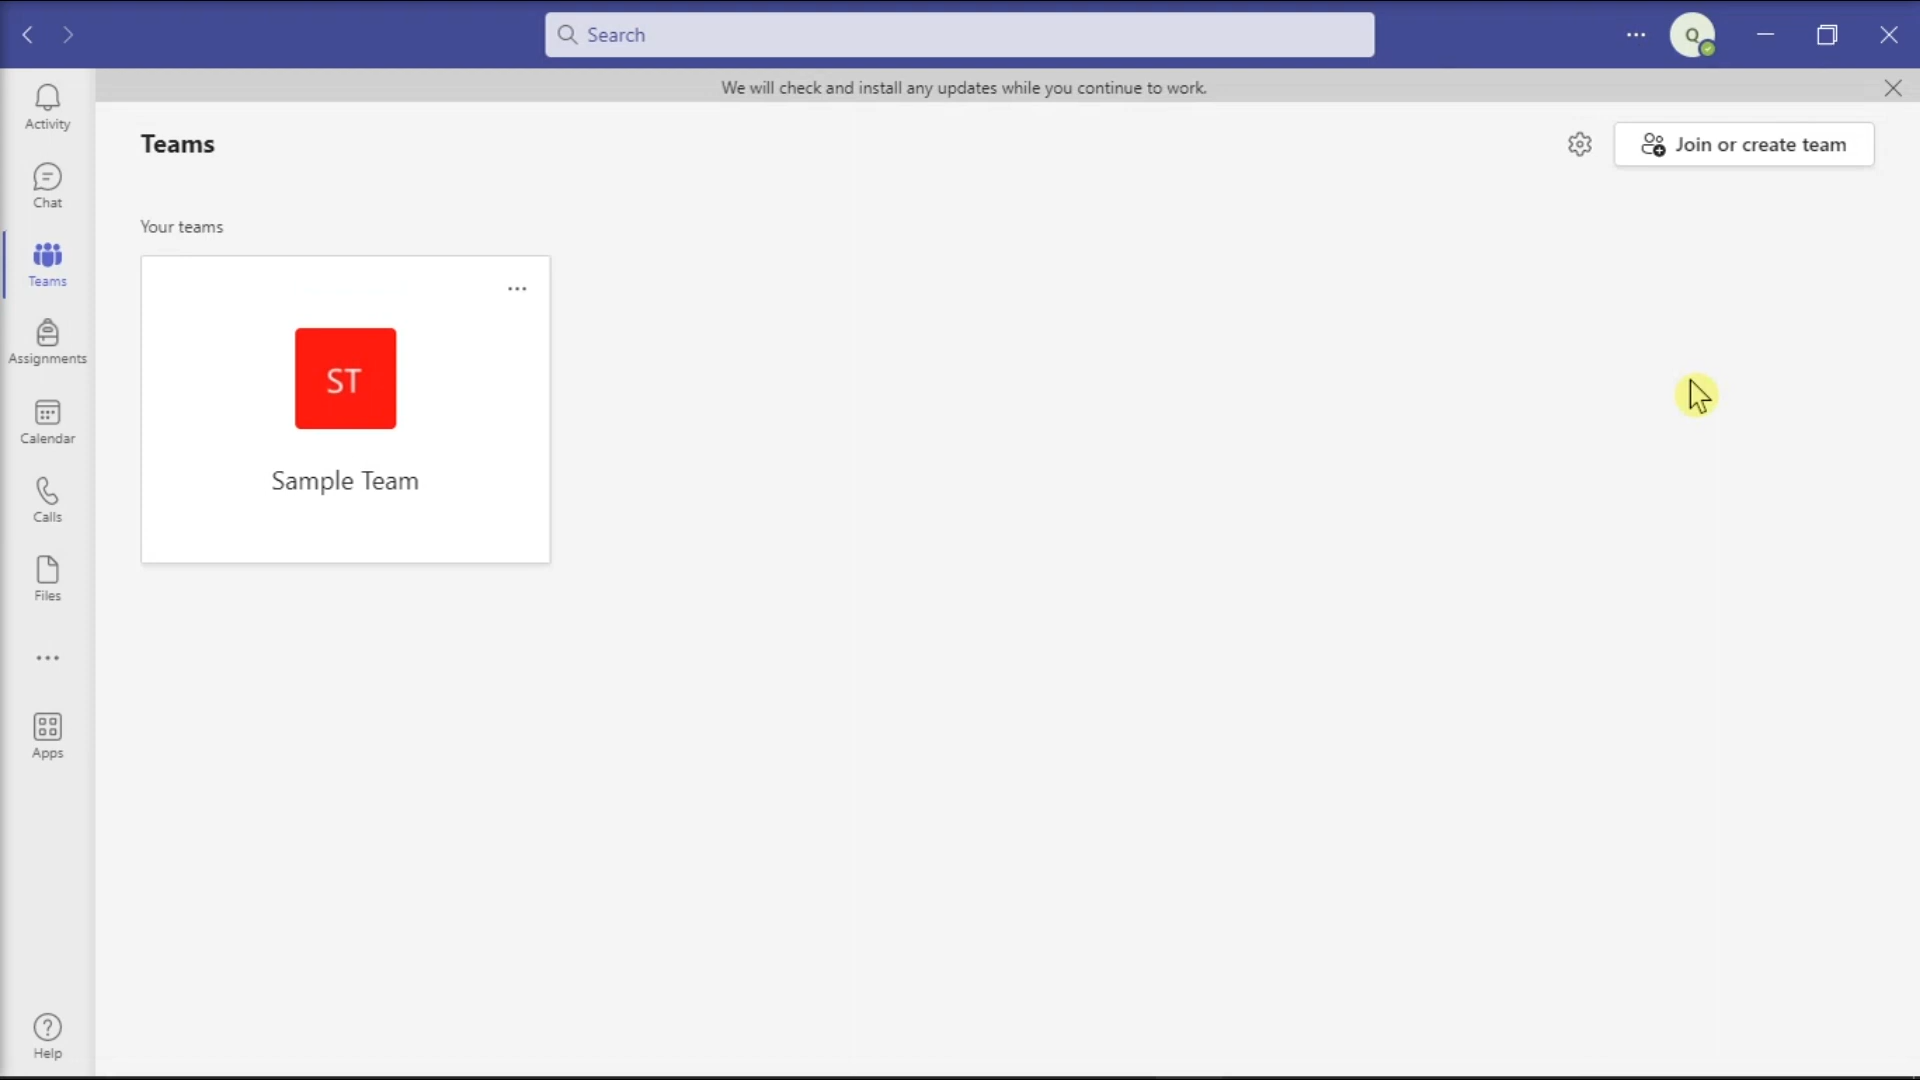 Search
Q
We will check and install any updates while you continue to work.
Activity
Chat
Teams
Assignments
Calendar
Calls
Files
Apps
Help
Teams
Join or create team
Your teams
ST
Sample Team